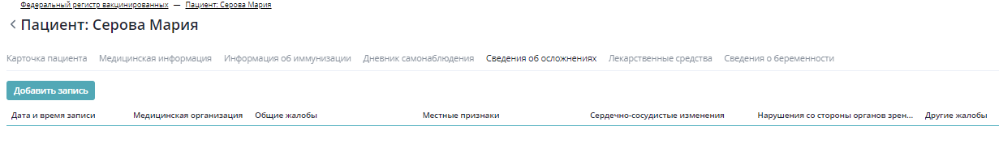 Федеральный регистр вакцинированных — Пациент: Серова Мария
< Пациент: Серова Мария
Карточка пациента Медицинская информация Информация об иммунизации Дневник самонаблюдения Сведения об осложнениях Лекарственные средства Сведения о беременности
Добавить запись
Дата и время записи Медицинская организация Общие жалобы Местные признаки Сердечно-сосудистые изменения Нарушения со стороны органов зрен... Другие жалобы